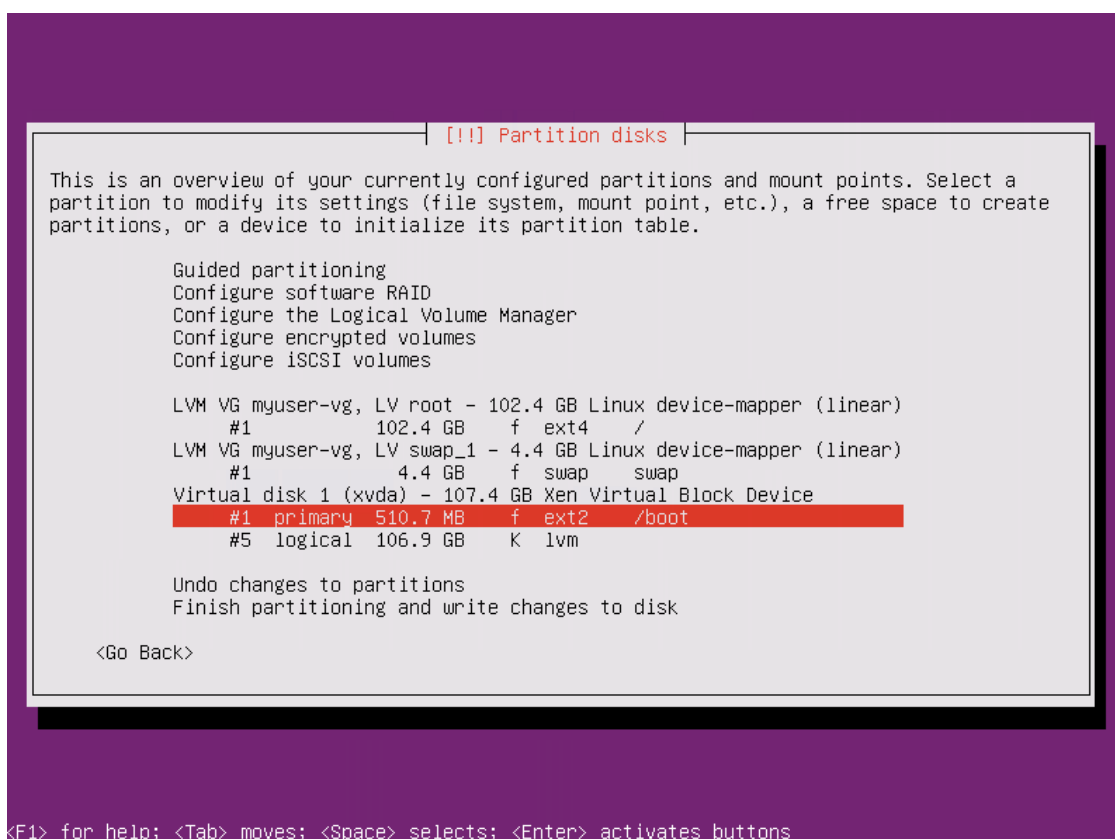 [!!] Partition disks
This is an overview of your currently configured partitions and mount points. Select a
partition to modify its settings (file system, mount point, etc.), a free space to create
partitions, or a device to initialize its partition table.
Guided partitioning
Configure software RAID
Configure the Logical Volume Manager
Configure encrypted volumes
Configure iSCSI volumes
LVM VG myuser-vg, LV root - 102.4 GB Linux device-mapper (linear)
#1 102.4 GB f ext4 /
LVM VG myuser-vg, LV swap_1 - 4.4 GB Linux device-mapper (linear)
#1 4.4 GB f swap swap
Virtual disk 1 (xvda) - 107.4 GB Xen Virtual Block Device
#1 primary 510.7 MB f ext2 /boot
#5 logical 106.9 GB K lvm
Undo changes to partitions
Finish partitioning and write changes to disk
<Go Back>
<F1> for help; <Tab> moves; <Space> selects; <Enter> activates buttons